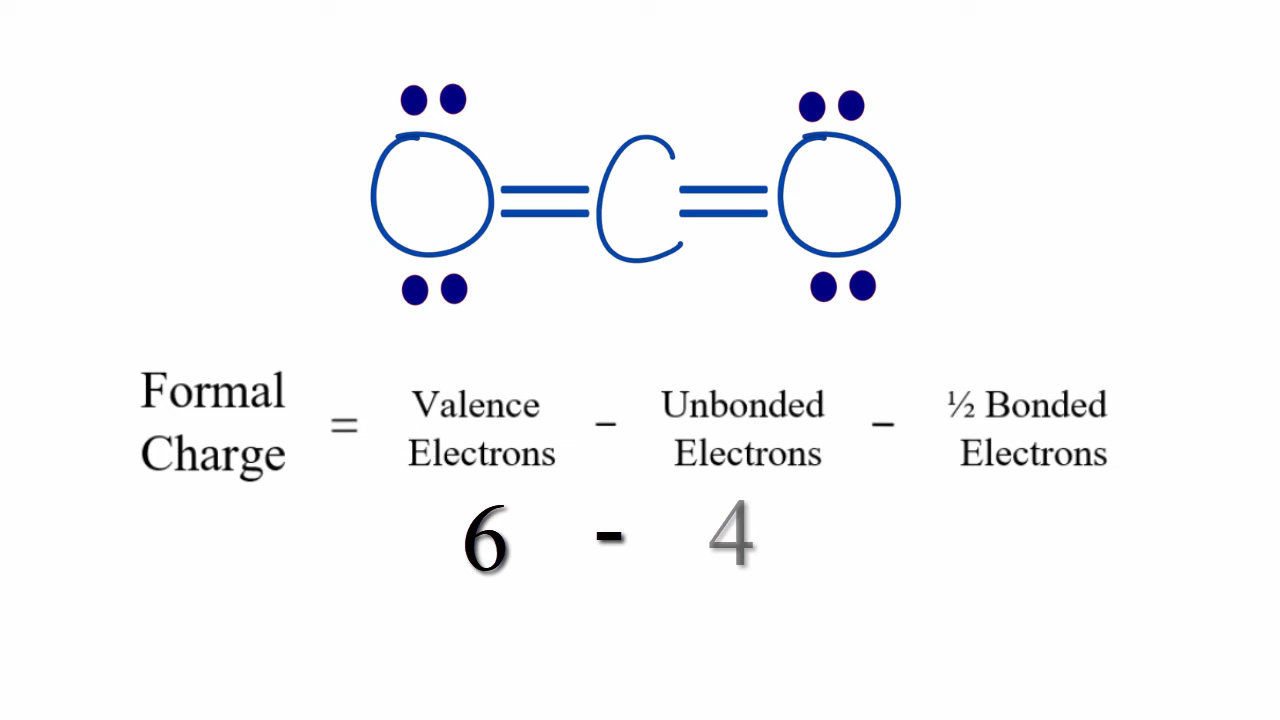 O = C = O
Formal Charge = Valence Electrons – Unbonded Electrons – ½ Bonded Electrons
6 - 4